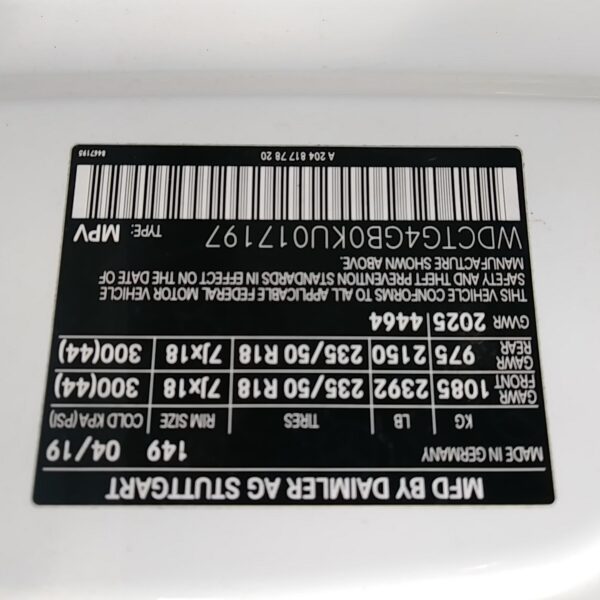 MFD BY DAIMLER AG STUTTGART
MADE IN GERMANY 149 04/19
KG LB TIRES RIM SIZE COLD KPA(PSI)
GAWR FRONT 1085 2392 235/50 R18 7Jx18 300(44)
GAWR REAR 975 2150 235/50 R18 7Jx18 300(44)
GVWR 2025 4464
THIS VEHICLE CONFORMS TO ALL APPLICABLE FEDERAL MOTOR VEHICLE
SAFETY AND THEFT PREVENTION STANDARDS IN EFFECT ON THE DATE OF
MANUFACTURE SHOWN ABOVE.
WDCTG4GB0KU017197 TYPE: MPV
A 204 817 78 20 8467195